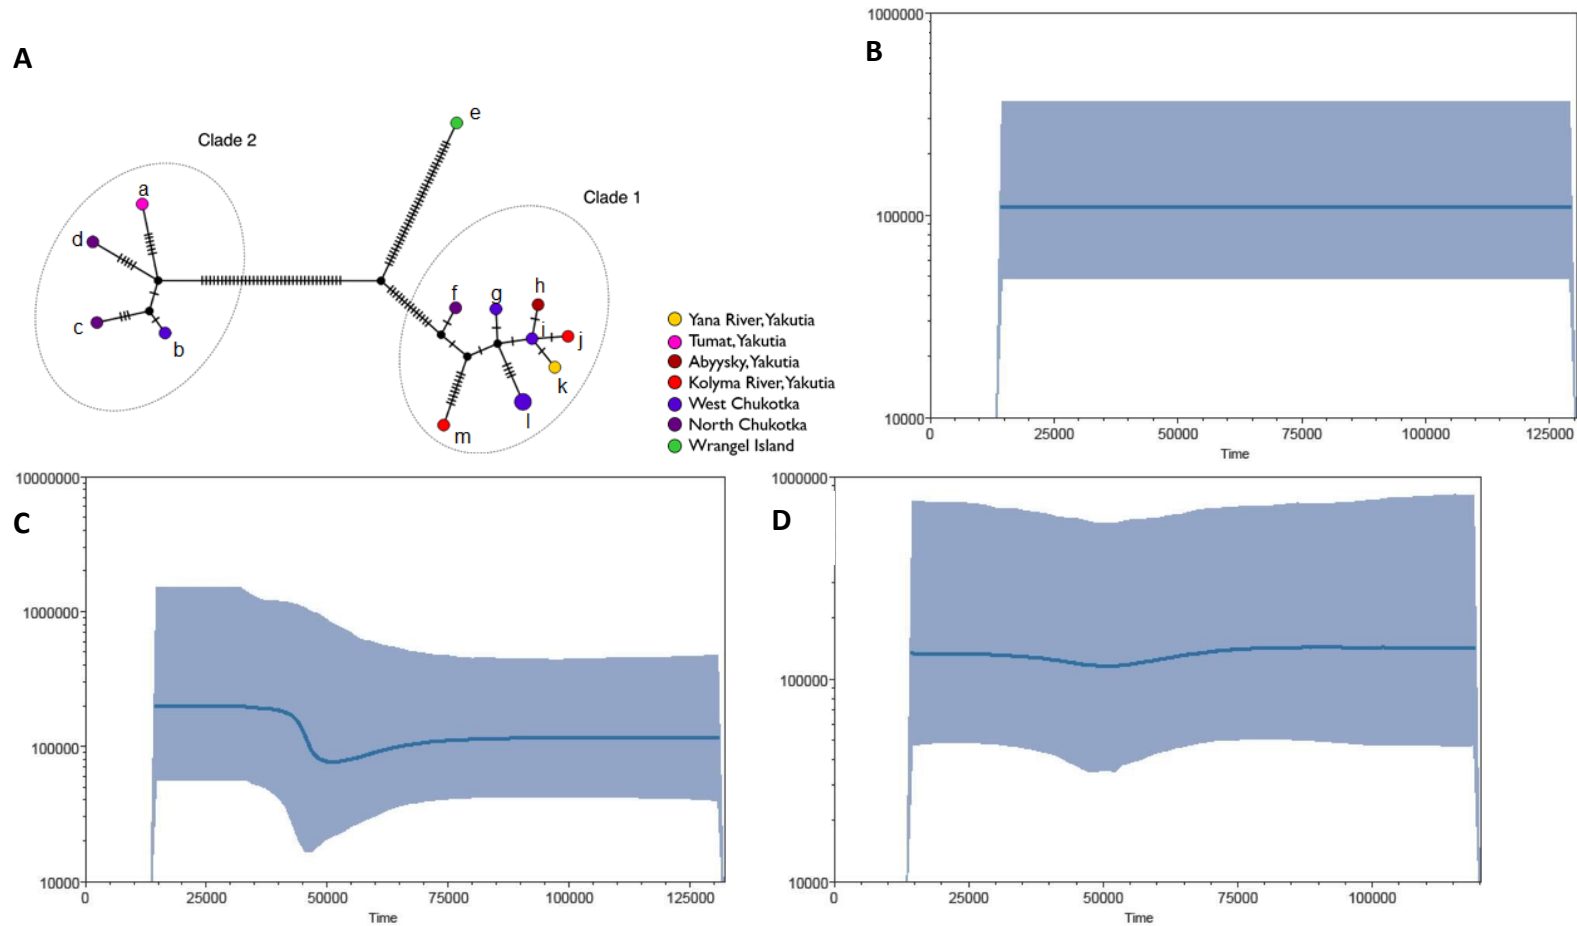 A
Clade 2
a
d
c
b
e
Clade 1
f
g
h
i
j
k
l
m
Yana River, Yakutia
Tumat, Yakutia
Abyysky, Yakutia
Kolyma River, Yakutia
West Chukotka
North Chukotka
Wrangel Island
B
1000000
100000
10000
0 25000 50000 75000 100000 125000
Time
C
10000000
1000000
100000
10000
0 25000 50000 75000 100000 125000
Time
D
1000000
100000
10000
0 25000 50000 75000 100000
Time